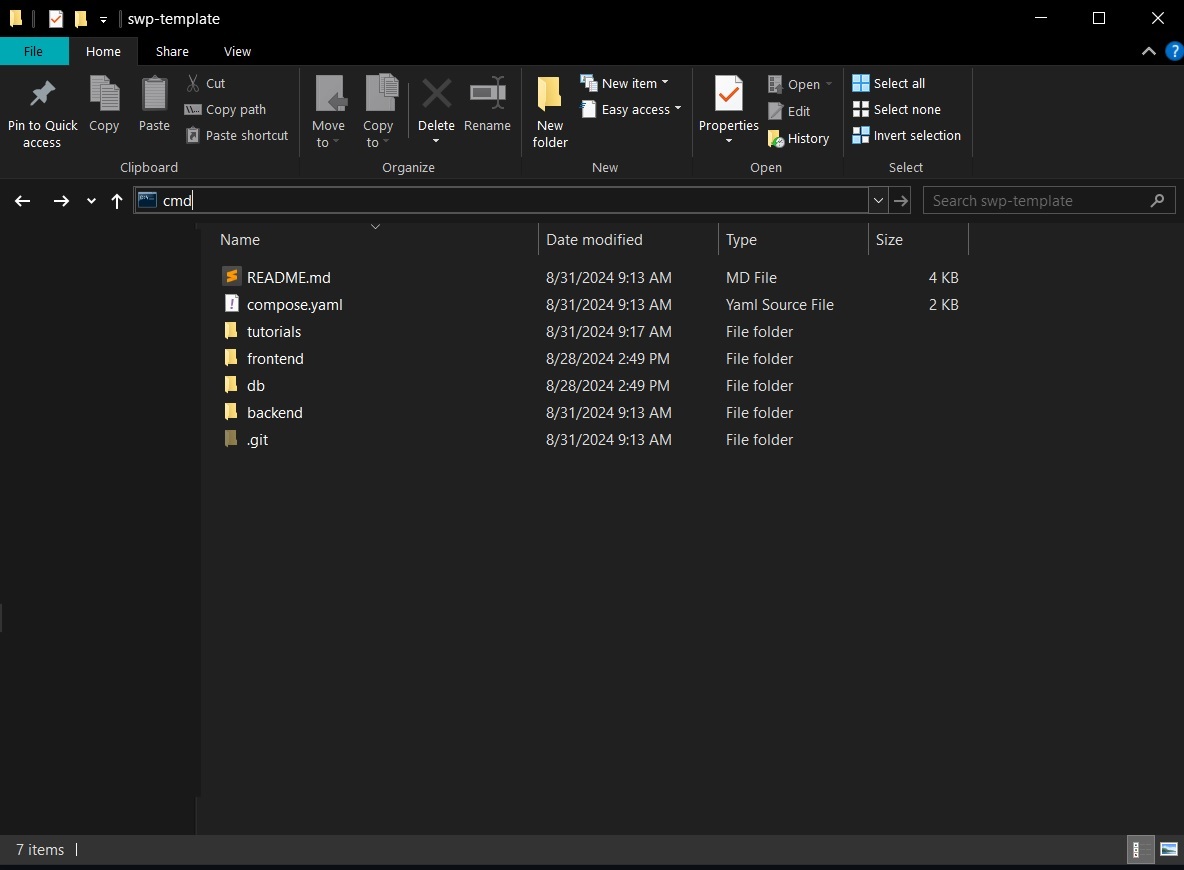 swp-template
File Home Share View
Pin to Quick access
Copy
Paste
Cut
Copy path
Paste shortcut
Clipboard
Move to
Copy to
Delete
Rename
Organize
New folder
New item
Easy access
New
Properties
Open
Edit
History
Open
Select all
Select none
Invert selection
Select
cmd
Search swp-template
Name Date modified Type Size
README.md 8/31/2024 9:13 AM MD File 4 KB
compose.yaml 8/31/2024 9:13 AM Yaml Source File 2 KB
tutorials 8/31/2024 9:17 AM File folder
frontend 8/28/2024 2:49 PM File folder
db 8/28/2024 2:49 PM File folder
backend 8/31/2024 9:13 AM File folder
.git 8/31/2024 9:13 AM File folder
7 items